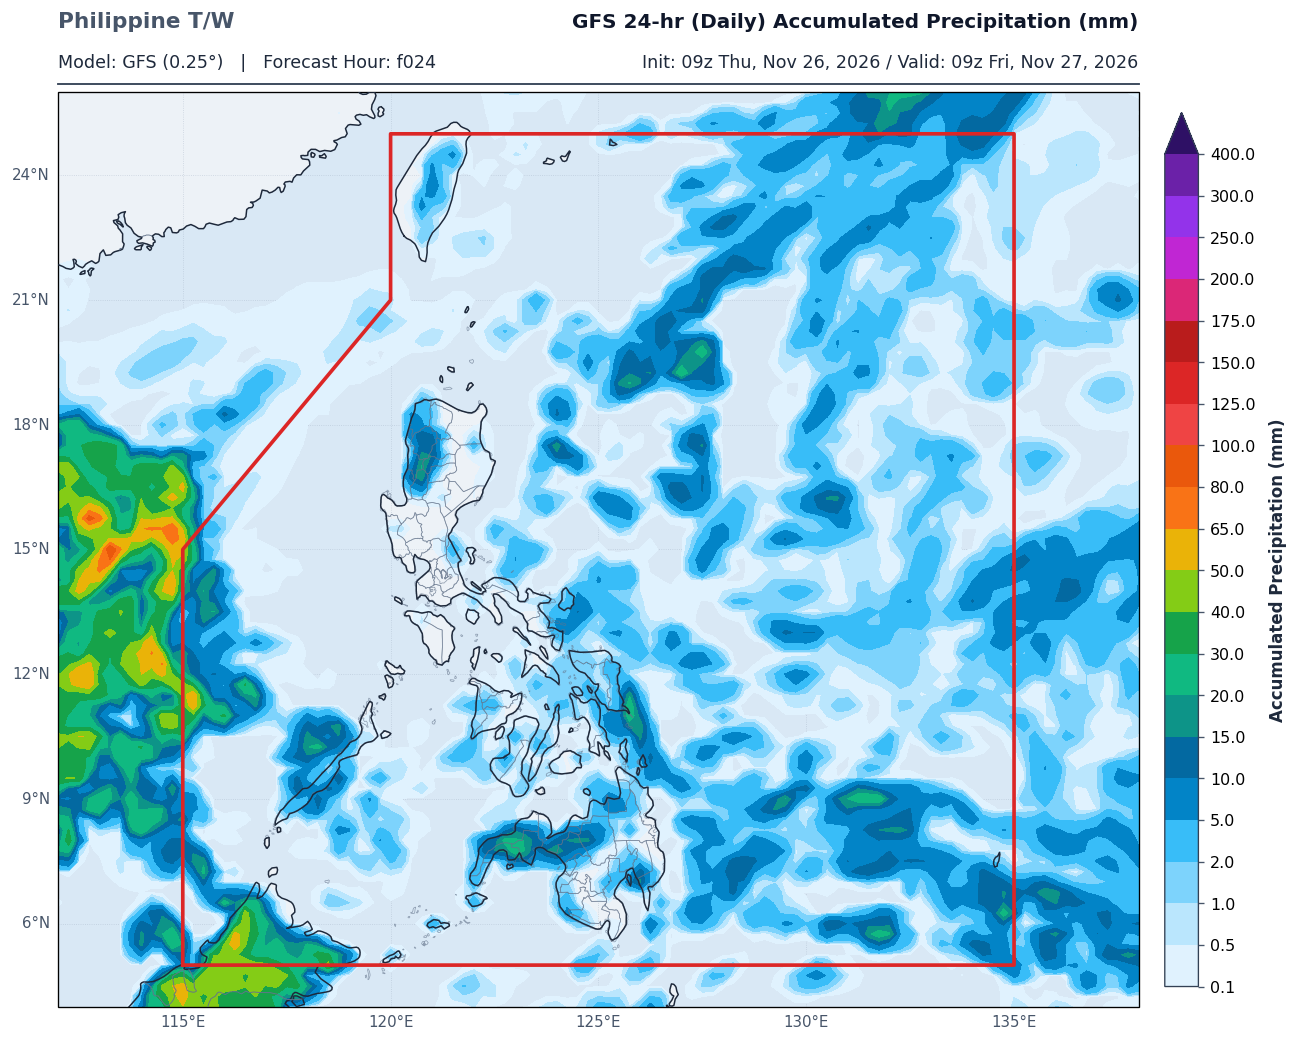 Philippine T/W
GFS 24-hr (Daily) Accumulated Precipitation (mm)
Model: GFS (0.25°)   |   Forecast Hour: f024
Init: 09z Thu, Nov 26, 2026 / Valid: 09z Fri, Nov 27, 2026
24°N
21°N
18°N
15°N
12°N
9°N
6°N
115°E
120°E
125°E
130°E
135°E
400.0
300.0
250.0
200.0
175.0
150.0
125.0
100.0
80.0
65.0
50.0
40.0
30.0
20.0
15.0
10.0
5.0
2.0
1.0
0.5
0.1
Accumulated Precipitation (mm)